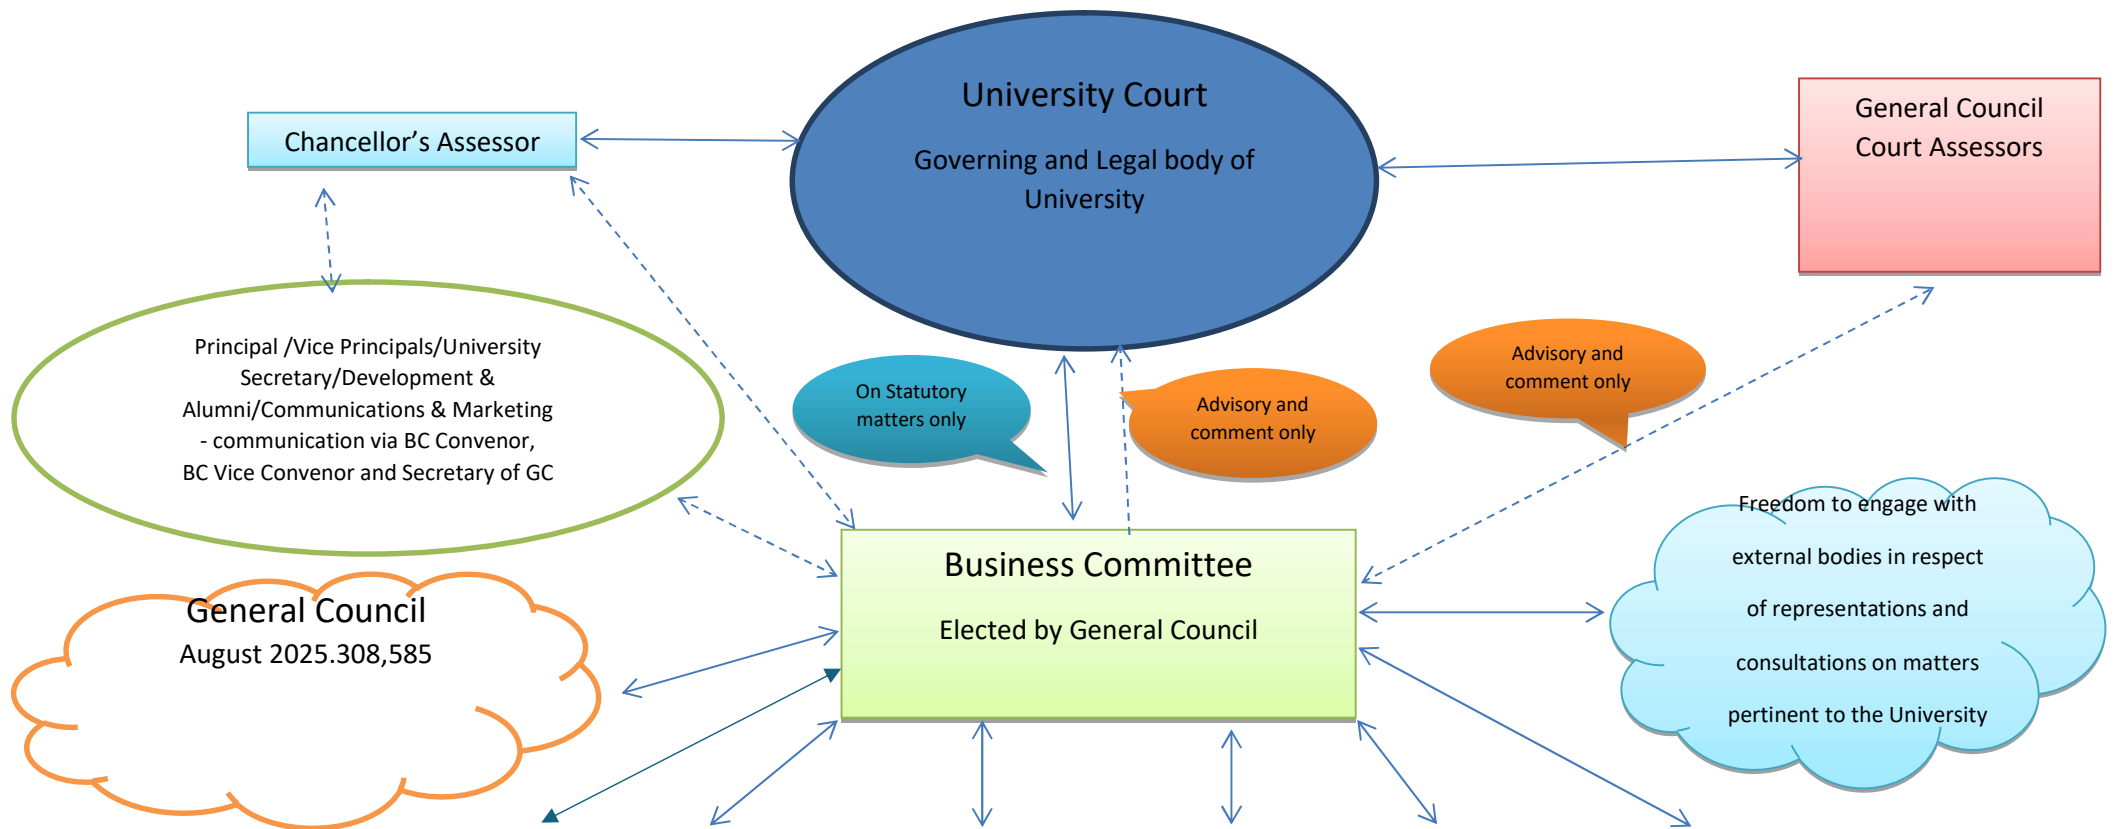 University Court
Governing and Legal body of
University
Chancellor’s Assessor
General Council
Court Assessors
Principal /Vice Principals/University
Secretary/Development &
Alumni/Communications & Marketing
- communication via BC Convenor,
BC Vice Convenor and Secretary of GC
On Statutory
matters only
Advisory and
comment only
Advisory and
comment only
General Council
August 2025.308,585
Business Committee
Elected by General Council
Freedom to engage with
external bodies in respect
of representations and
consultations on matters
pertinent to the University